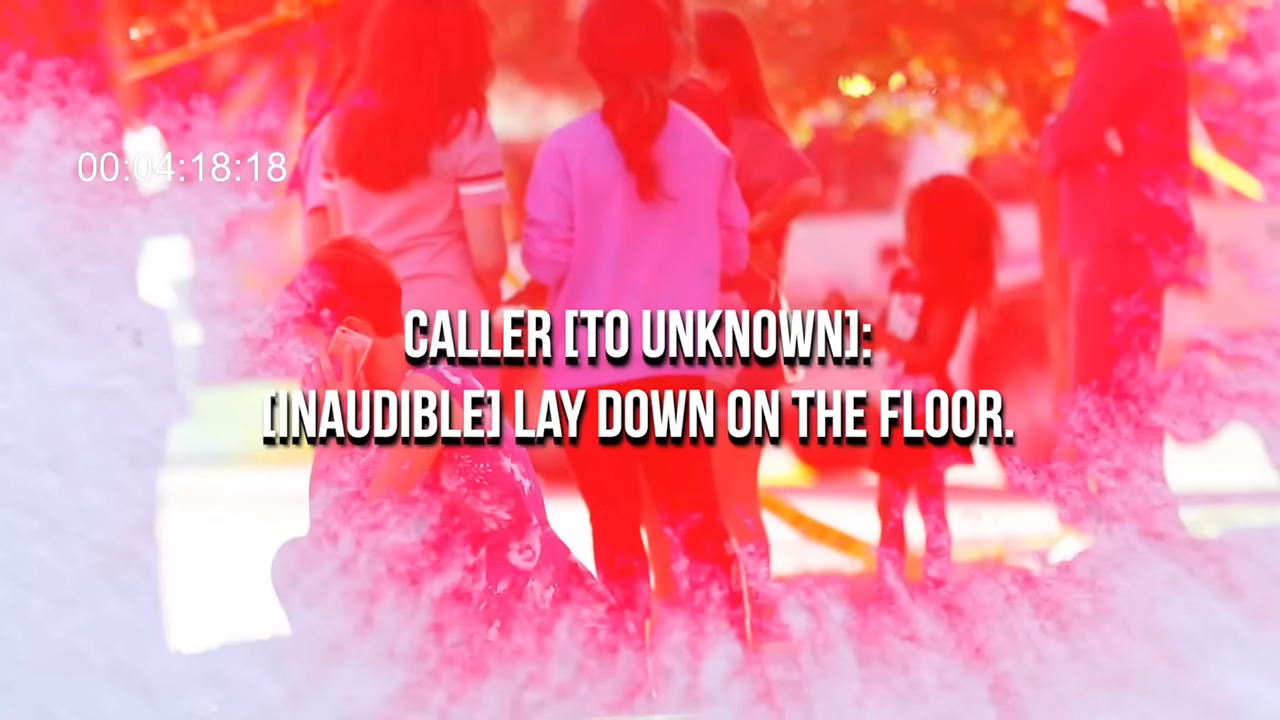 00:04:18:18
CALLER [TO UNKNOWN]:
[INAUDIBLE] LAY DOWN ON THE FLOOR.